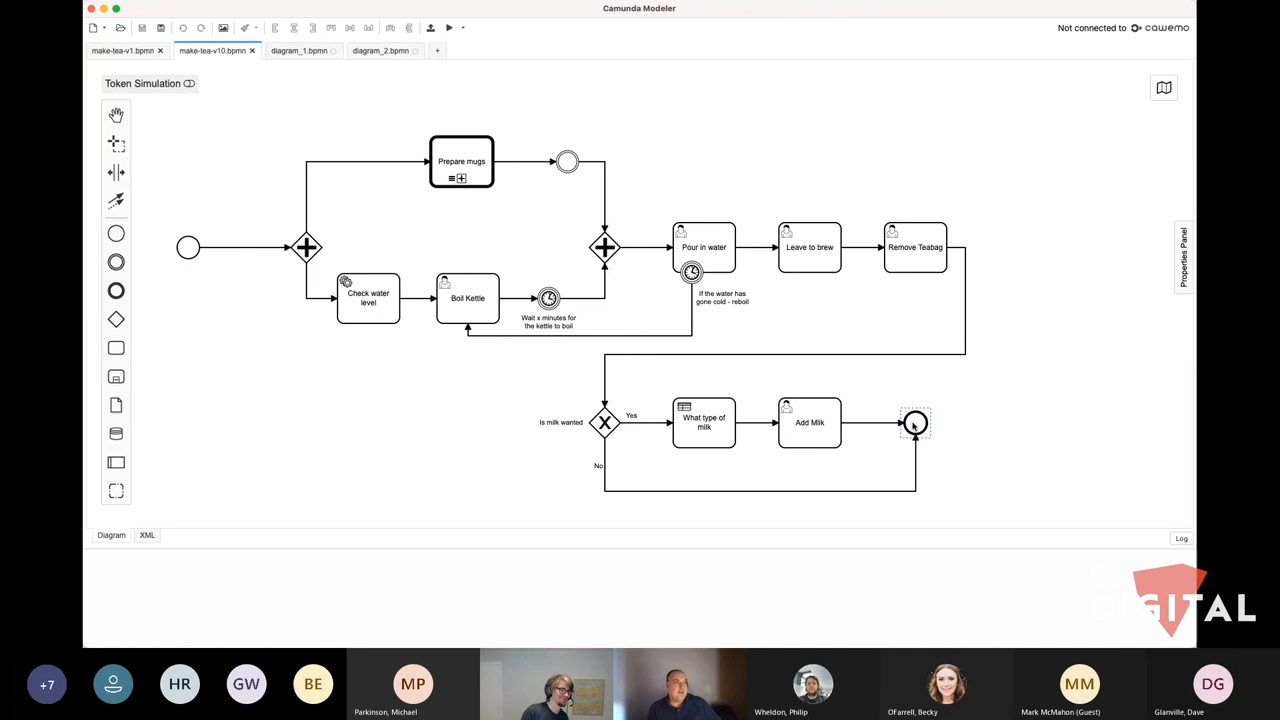 Camunda Modeler
Not connected to cawemo
make-tea-v1.bpmn
make-tea-v10.bpmn
diagram_1.bpmn
diagram_2.bpmn
+
Token Simulation
Prepare mugs
Pour in water
Leave to brew
Remove Teabag
Check water
level
Boil Kettle
Wait x minutes for
the kettle to boil
If the water has
gone cold - reboil
Properties Panel
Is milk wanted
Yes
What type of
milk
Add Milk
No
Diagram
XML
Log
DIGITAL
+7
HR
GW
BE
MP
MM
DG
Parkinson, Michael
Wheldon, Philip
OFarrell, Becky
Mark McMahon (Guest)
Glanville, Dave